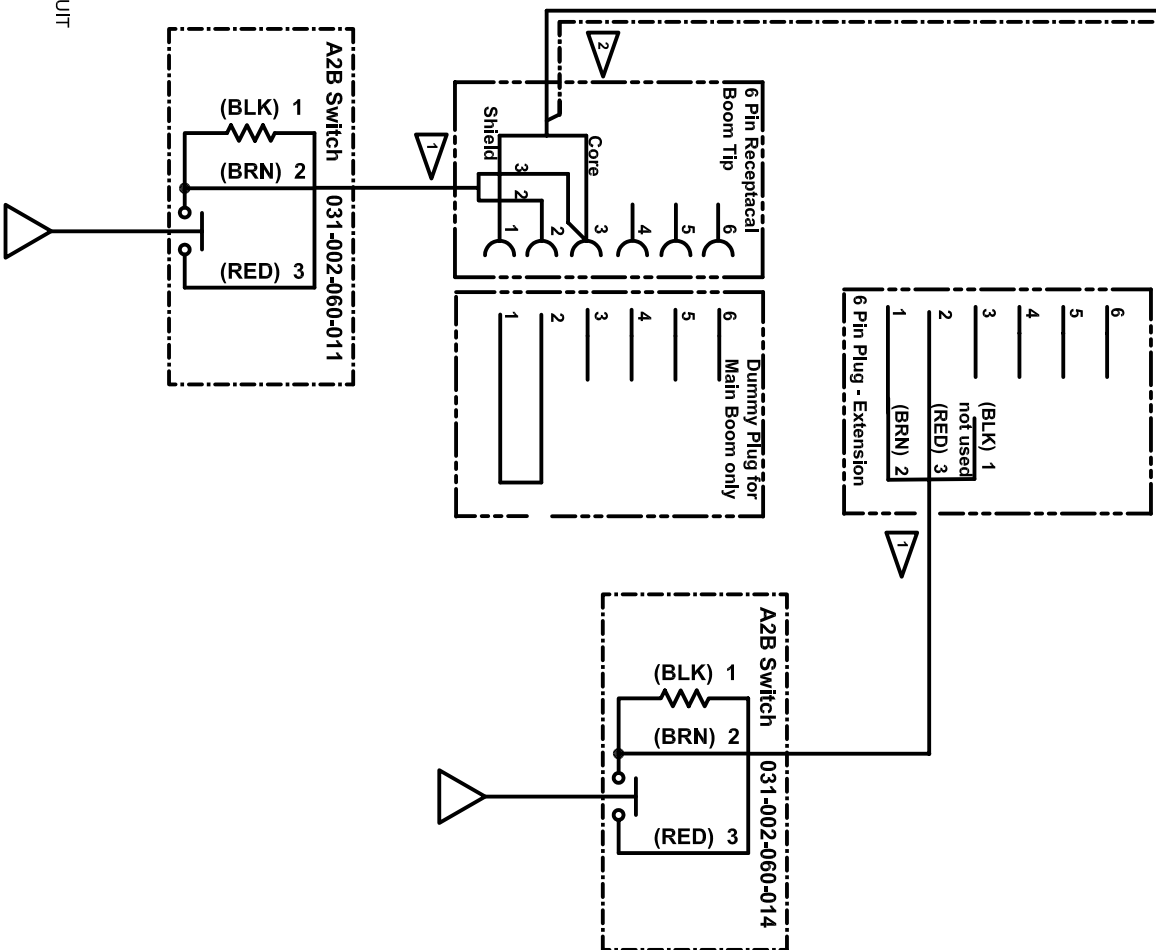 UIT
A2B Switch 031-002-060-011
(BLK) 1
(BRN) 2
(RED) 3
1
2
6 Pin Receptacal
Boom Tip
Shield
Core
3
2
1
2
3
4
5
6
Dummy Plug for
Main Boom only
1
2
3
4
5
6
6 Pin Plug - Extension
1
2
3
4
5
6
(BLK) 1
not used
(RED) 3
(BRN) 2
1
A2B Switch 031-002-060-014
(BLK) 1
(BRN) 2
(RED) 3